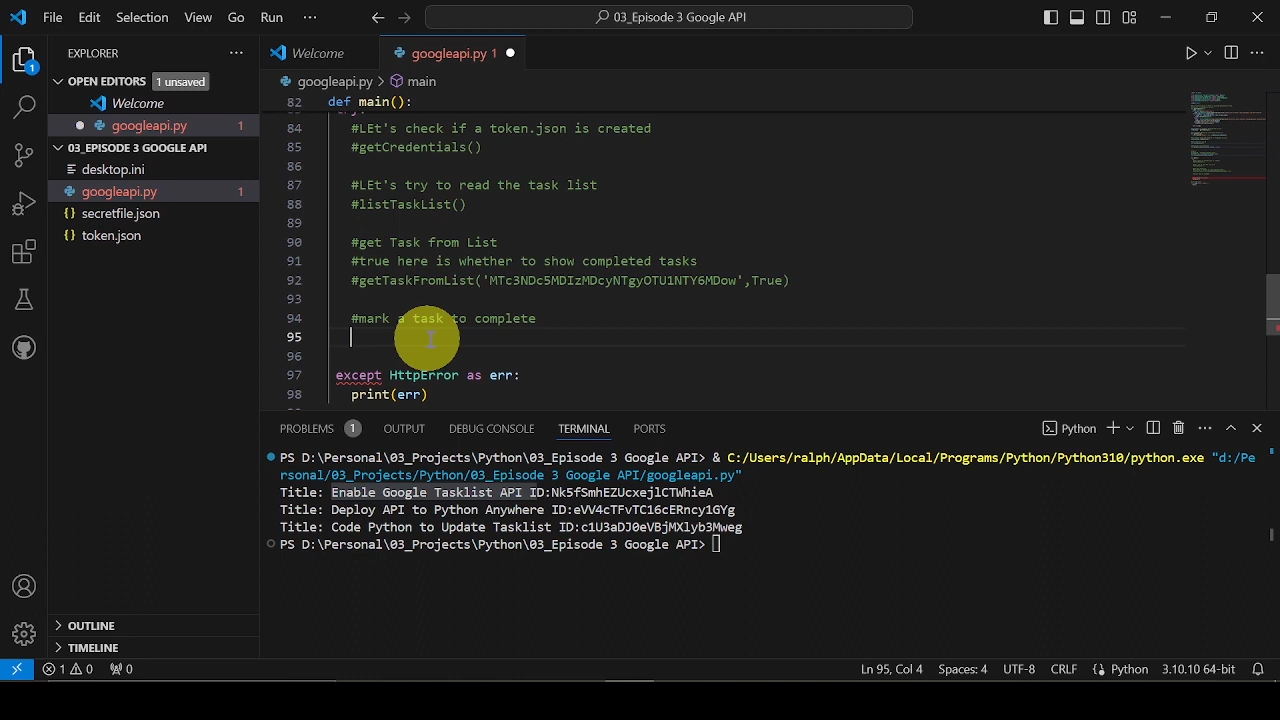 File Edit Selection View Go Run ··· 03_Episode 3 Google API
EXPLORER ···
OPEN EDITORS 1 unsaved
Welcome
googleapi.py 1
03_EPISODE 3 GOOGLE API
desktop.ini
googleapi.py 1
secretfile.json
token.json
OUTLINE
TIMELINE
1
Welcome googleapi.py 1
googleapi.py > main
82 def main():
84 #LEt's check if a token.json is created
85 #getCredentials()
86
87 #LEt's try to read the task list
88 #listTaskList()
89
90 #get Task from List
91 #true here is whether to show completed tasks
92 #getTaskFromList('MTc3NDc5MDIzMDcyNTgyOTU1NTY6MDow',True)
93
94 #mark a task to complete
95
96
97 except HttpError as err:
98 print(err)
PROBLEMS 1 OUTPUT DEBUG CONSOLE TERMINAL PORTS Python
PS D:\Personal\03_Projects\Python\03_Episode 3 Google API> & C:/Users/ralph/AppData/Local/Programs/Python/Python310/python.exe "d:/Pe
rsonal/03_Projects/Python/03_Episode 3 Google API/googleapi.py"
Title: Enable Google Tasklist API ID:Nk5fSmhEZUcxejlCTWhieA
Title: Deploy API to Python Anywhere ID:eVV4cTFvTC16cERncy1GYg
Title: Code Python to Update Tasklist ID:c1U3aDJ0eVBjMXlyb3Mweg
PS D:\Personal\03_Projects\Python\03_Episode 3 Google API>
1 0 0 Ln 95, Col 4 Spaces: 4 UTF-8 CRLF Python 3.10.10 64-bit